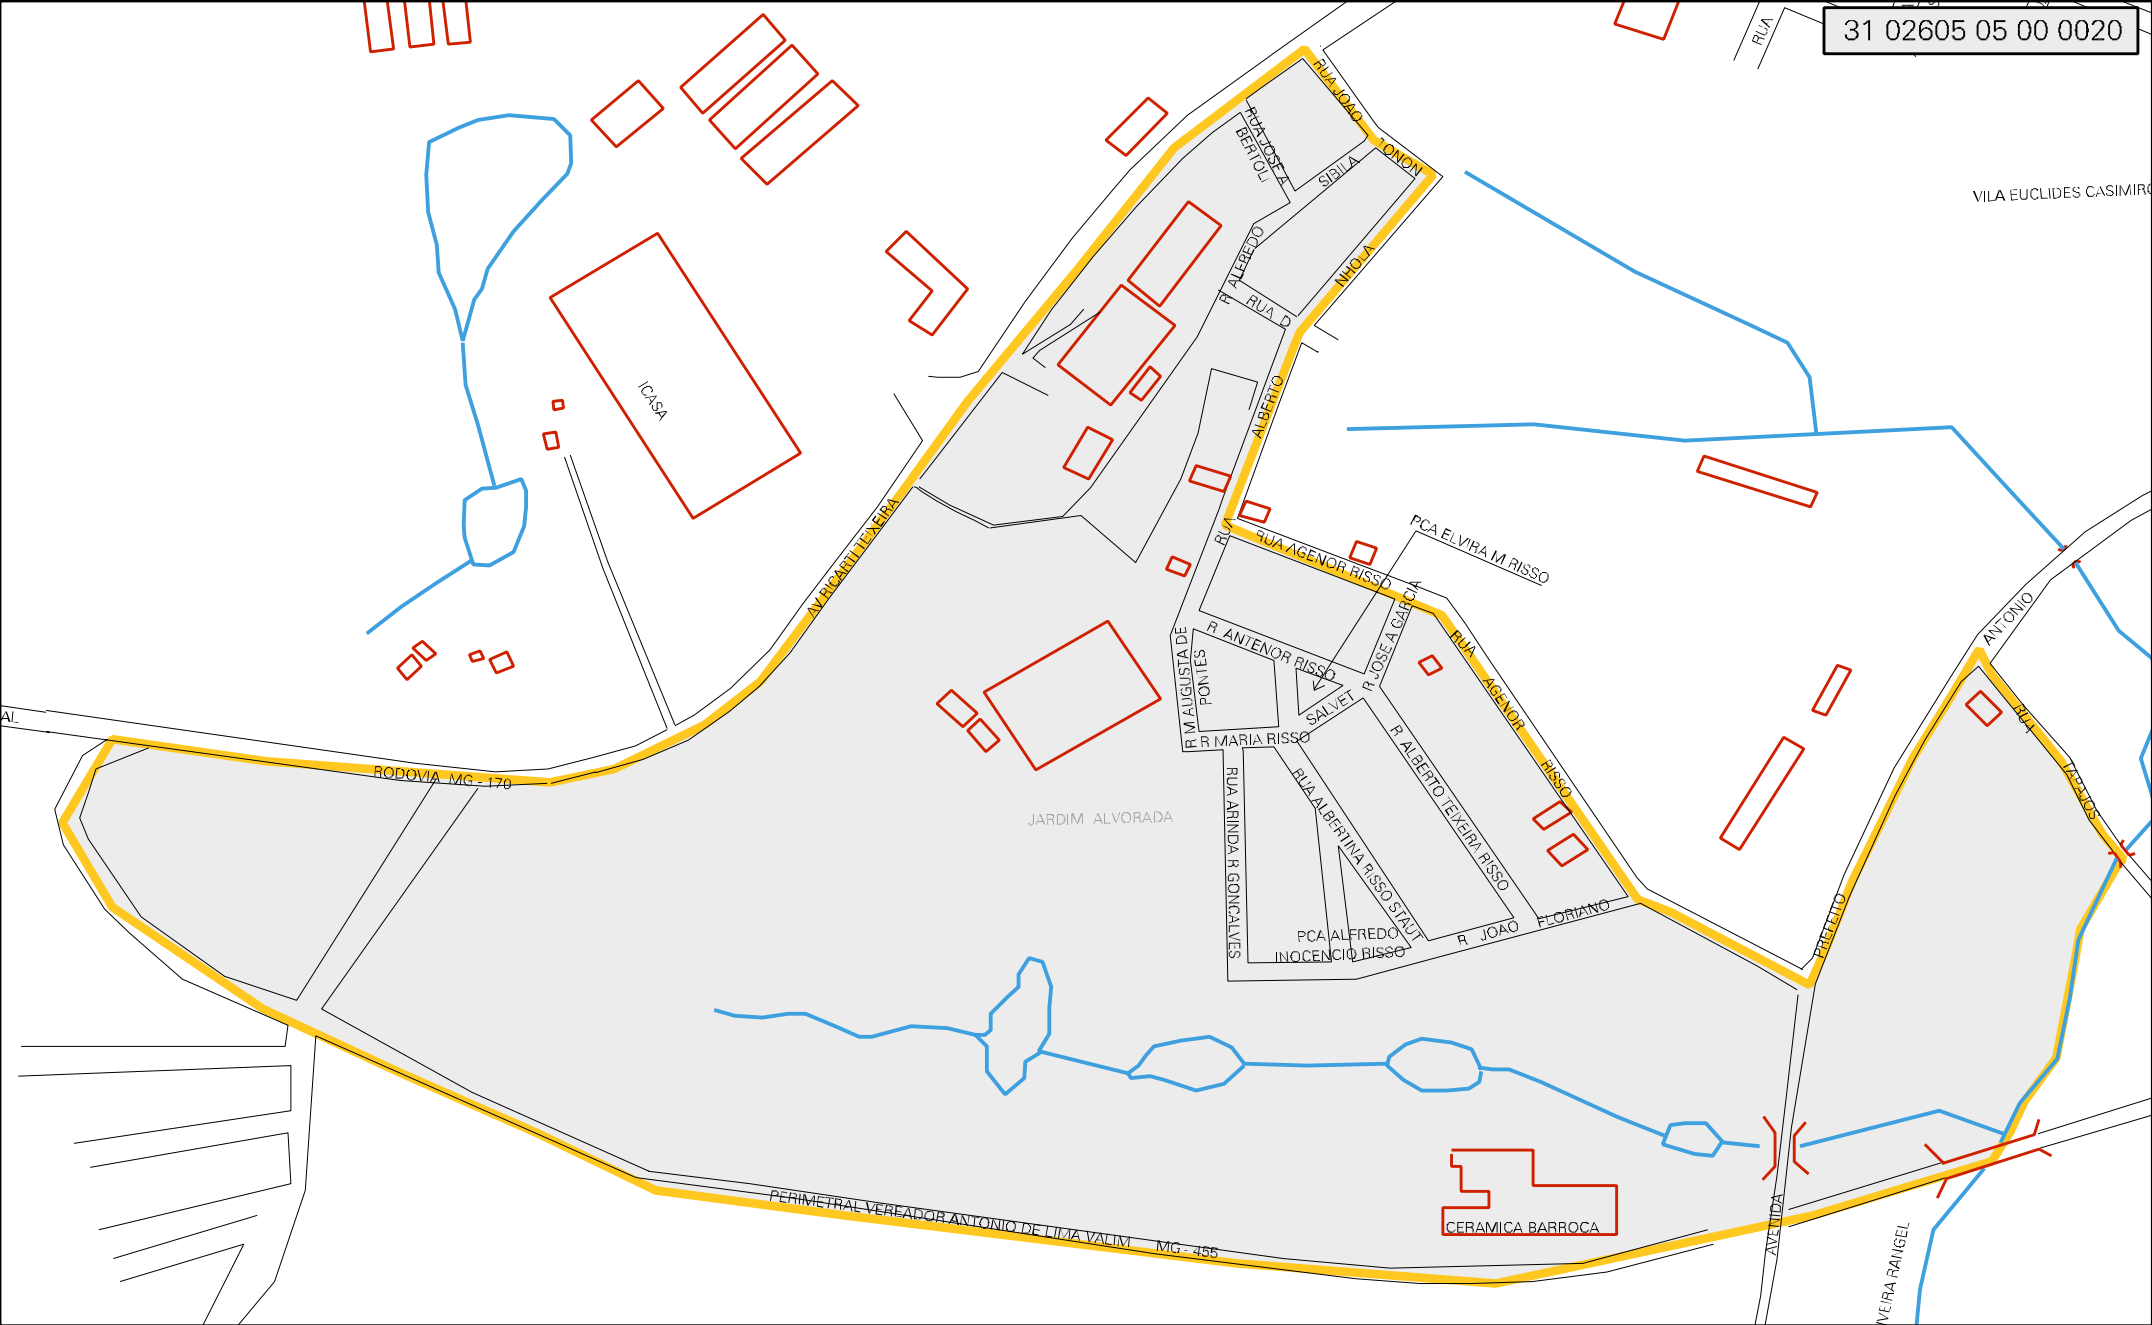 31 02605 05 00 0020
RUA
RUA JOAO
TONON
RUA JOSE A
BERTOLI
SIBILA
VILA EUCLIDES CASIMIRO
NHOLA
R ALFREDO
RUA D
ICASA
ALBERTO
RUA
AV RICARTI TEIXEIRA
PCA ELVIRA M RISSO
RUA AGENOR RISSO
R JOSE A GARCIA
R ANTENOR RISSO
R M AUGUSTA DE
PONTES
SALVET
R MARIA RISSO
RUA
AGENOR
RISSO
ANTONIO
RUA
TAPAJOS
AL
RODOVIA MG - 170
JARDIM ALVORADA
RUA ARINDA R GONCALVES
RUA ALBERTINA RISSO STAUT
R ALBERTO TEIXEIRA RISSO
PCA ALFREDO
INOCENCIO RISSO
R JOAO FLORIANO
PREFEITO
PERIMETRAL VEREADOR ANTONIO DE LIMA VALIM MG - 455
CERAMICA BARROCA
AVENIDA
IVEIRA RANGEL